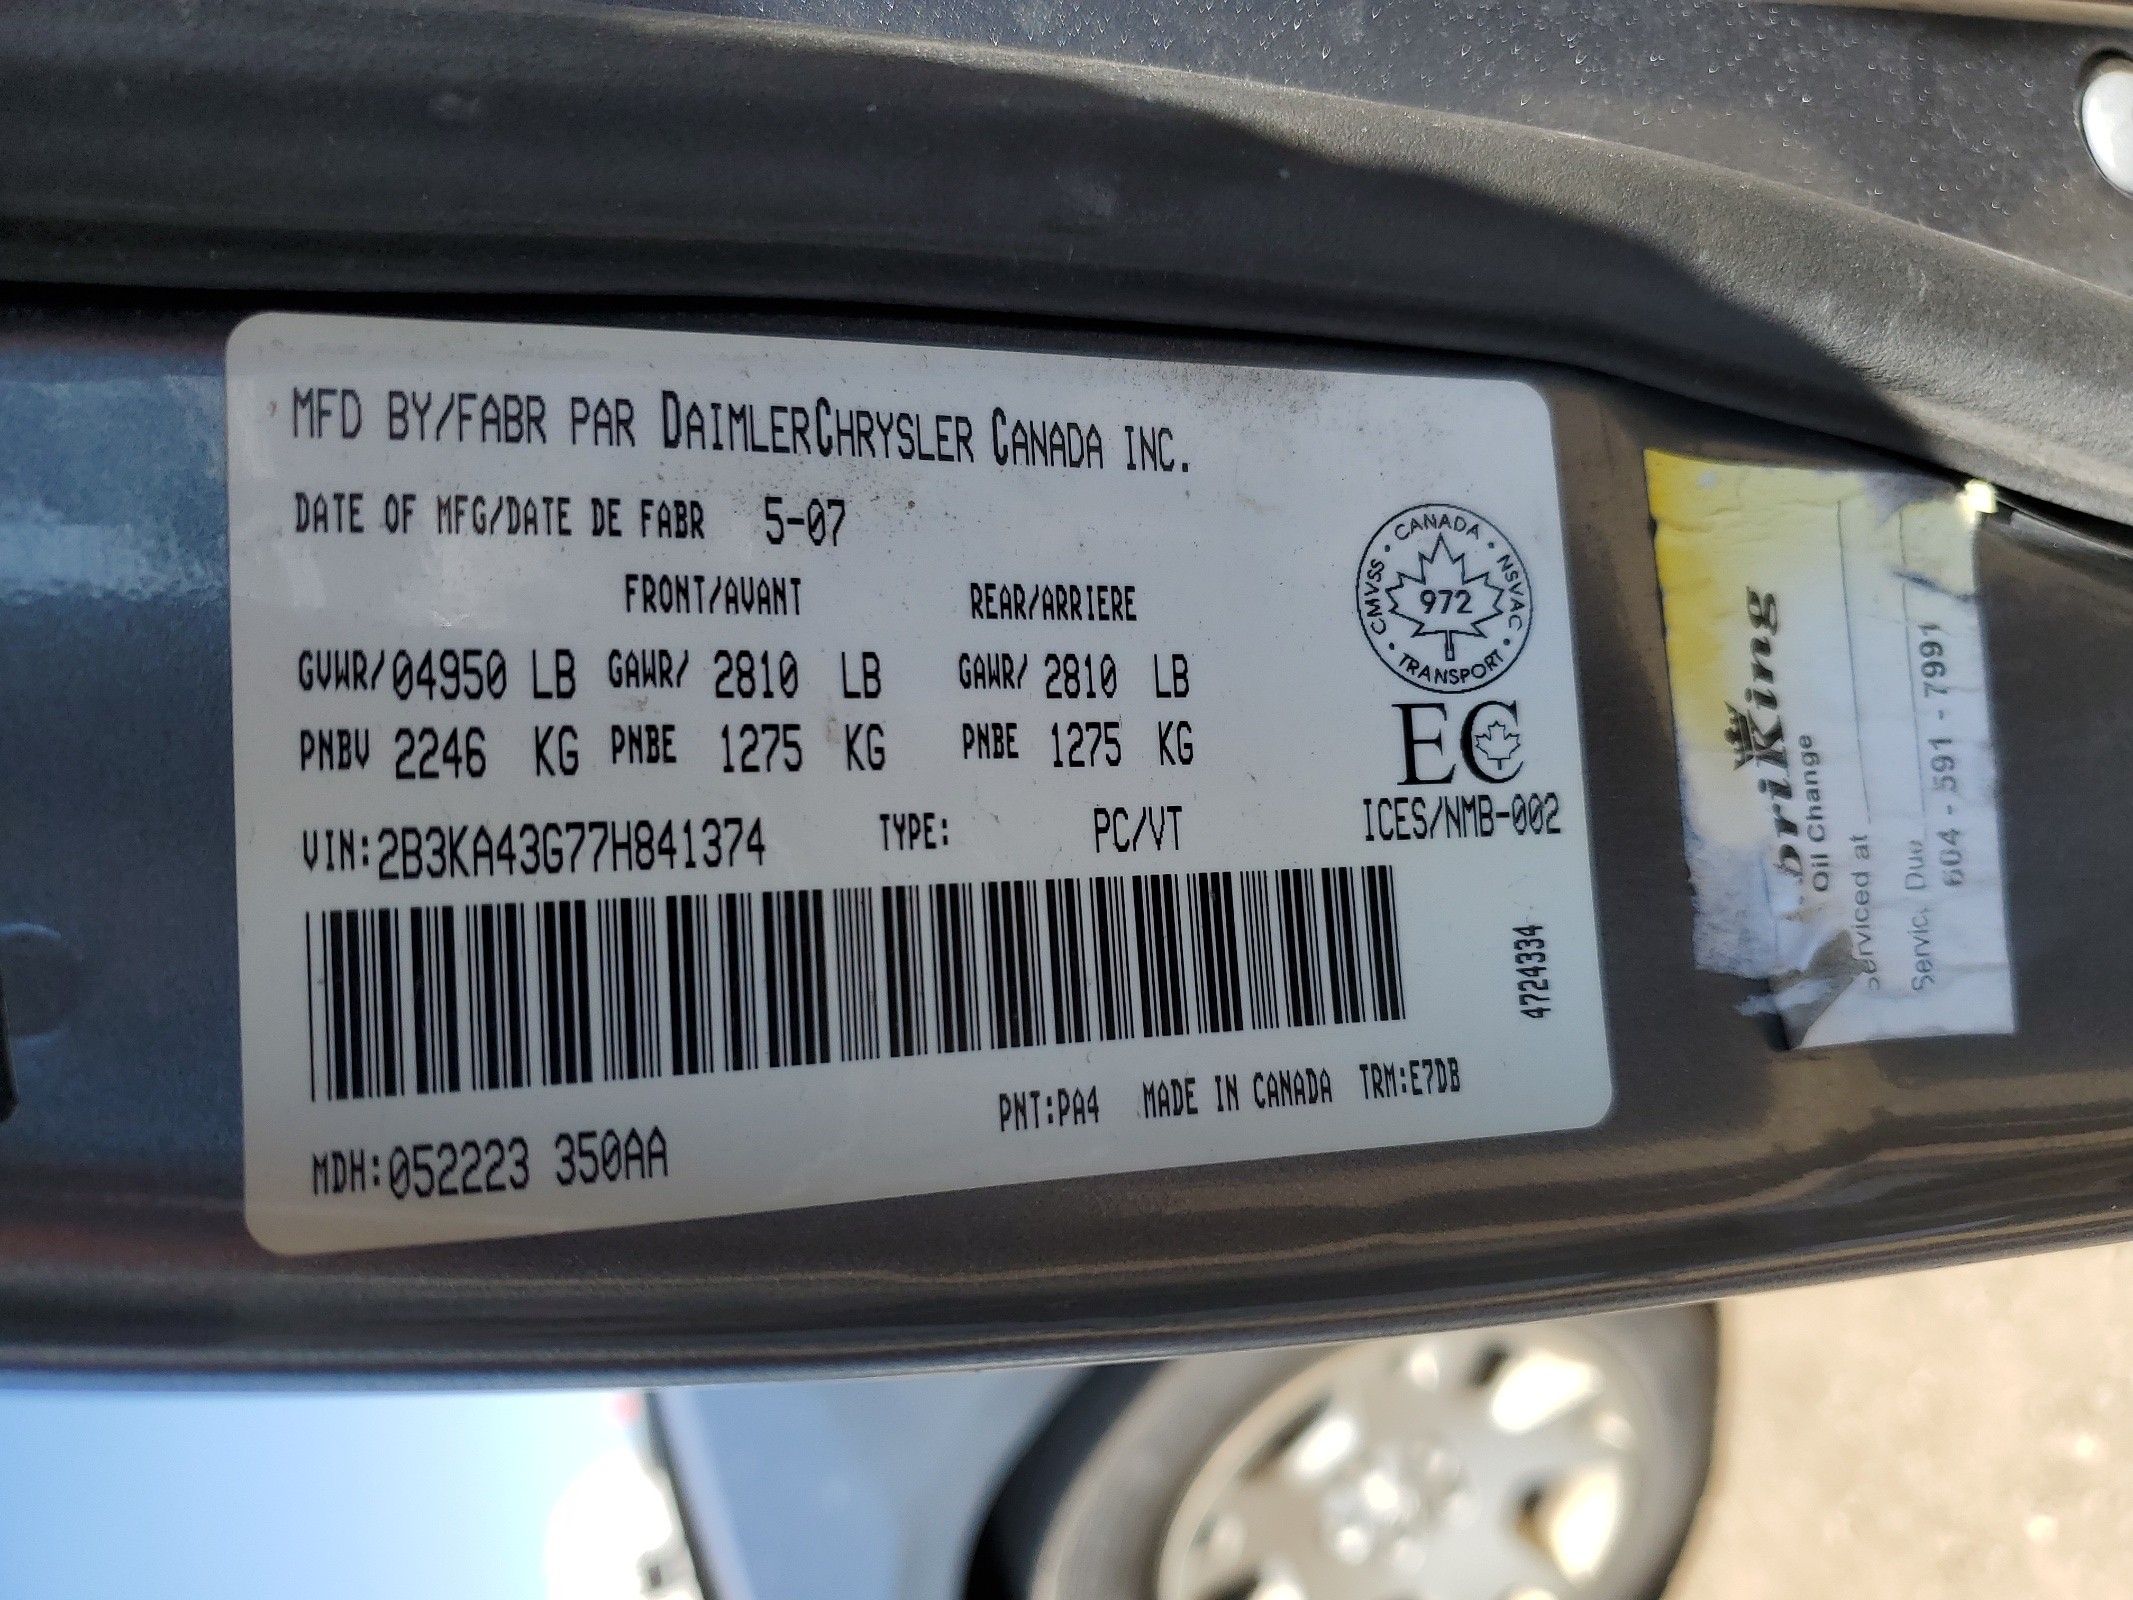 MFD BY/FABR PAR DAIMLERCHRYSLER CANADA INC.
DATE OF MFG/DATE DE FABR 5-07
FRONT/AVANT REAR/ARRIERE
GVWR/04950 LB GAWR/ 2810 LB GAWR/ 2810 LB
PNBV 2246 KG PNBE 1275 KG PNBE 1275 KG
VIN:2B3KA43G77H841374 TYPE: PC/VT
CMVSS • CANADA • NSVAC • TRANSPORT •
972
EC
ICES/NMB-002
4724334
PNT:PA4 MADE IN CANADA TRM:E7DB
MDH:052223 350AA
briKing
Oil Change
erviced at
Service Due
604 - 591 - 7991